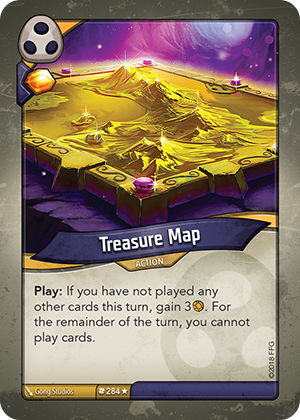 Treasure Map
ACTION
Play: If you have not played any
other cards this turn, gain 3. For
the remainder of the turn, you cannot
play cards.
Gong Studios
284
©2018 FFG